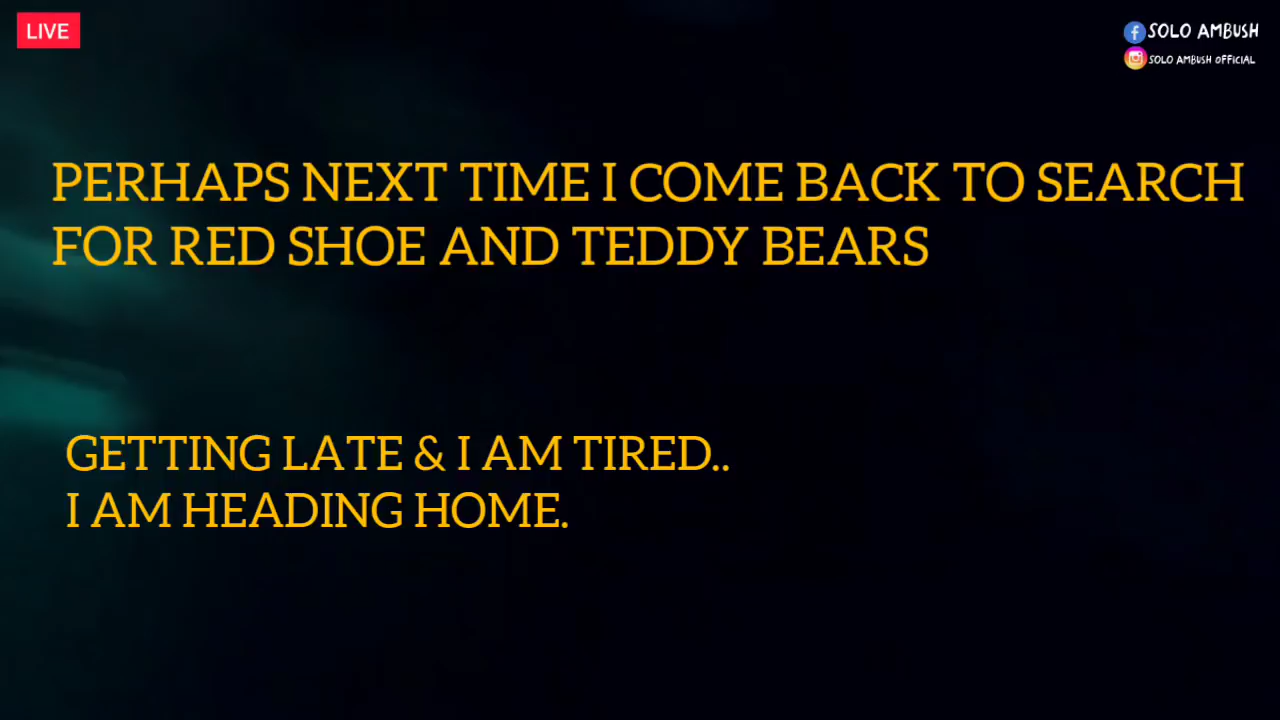 LIVE
SOLO AMBUSH
SOLO AMBUSH OFFICIAL
PERHAPS NEXT TIME I COME BACK TO SEARCH
FOR RED SHOE AND TEDDY BEARS
GETTING LATE & I AM TIRED..
I AM HEADING HOME.